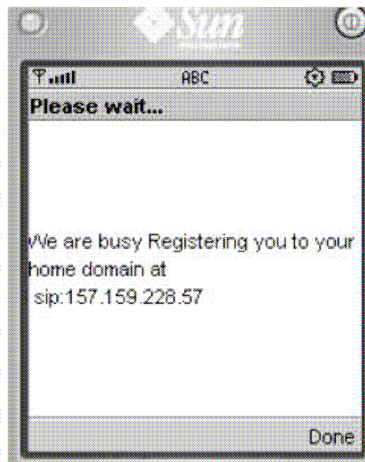 Sun
ABC
Please wait...
We are busy Registering you to your
home domain at
sip:157.159.228.57
Done